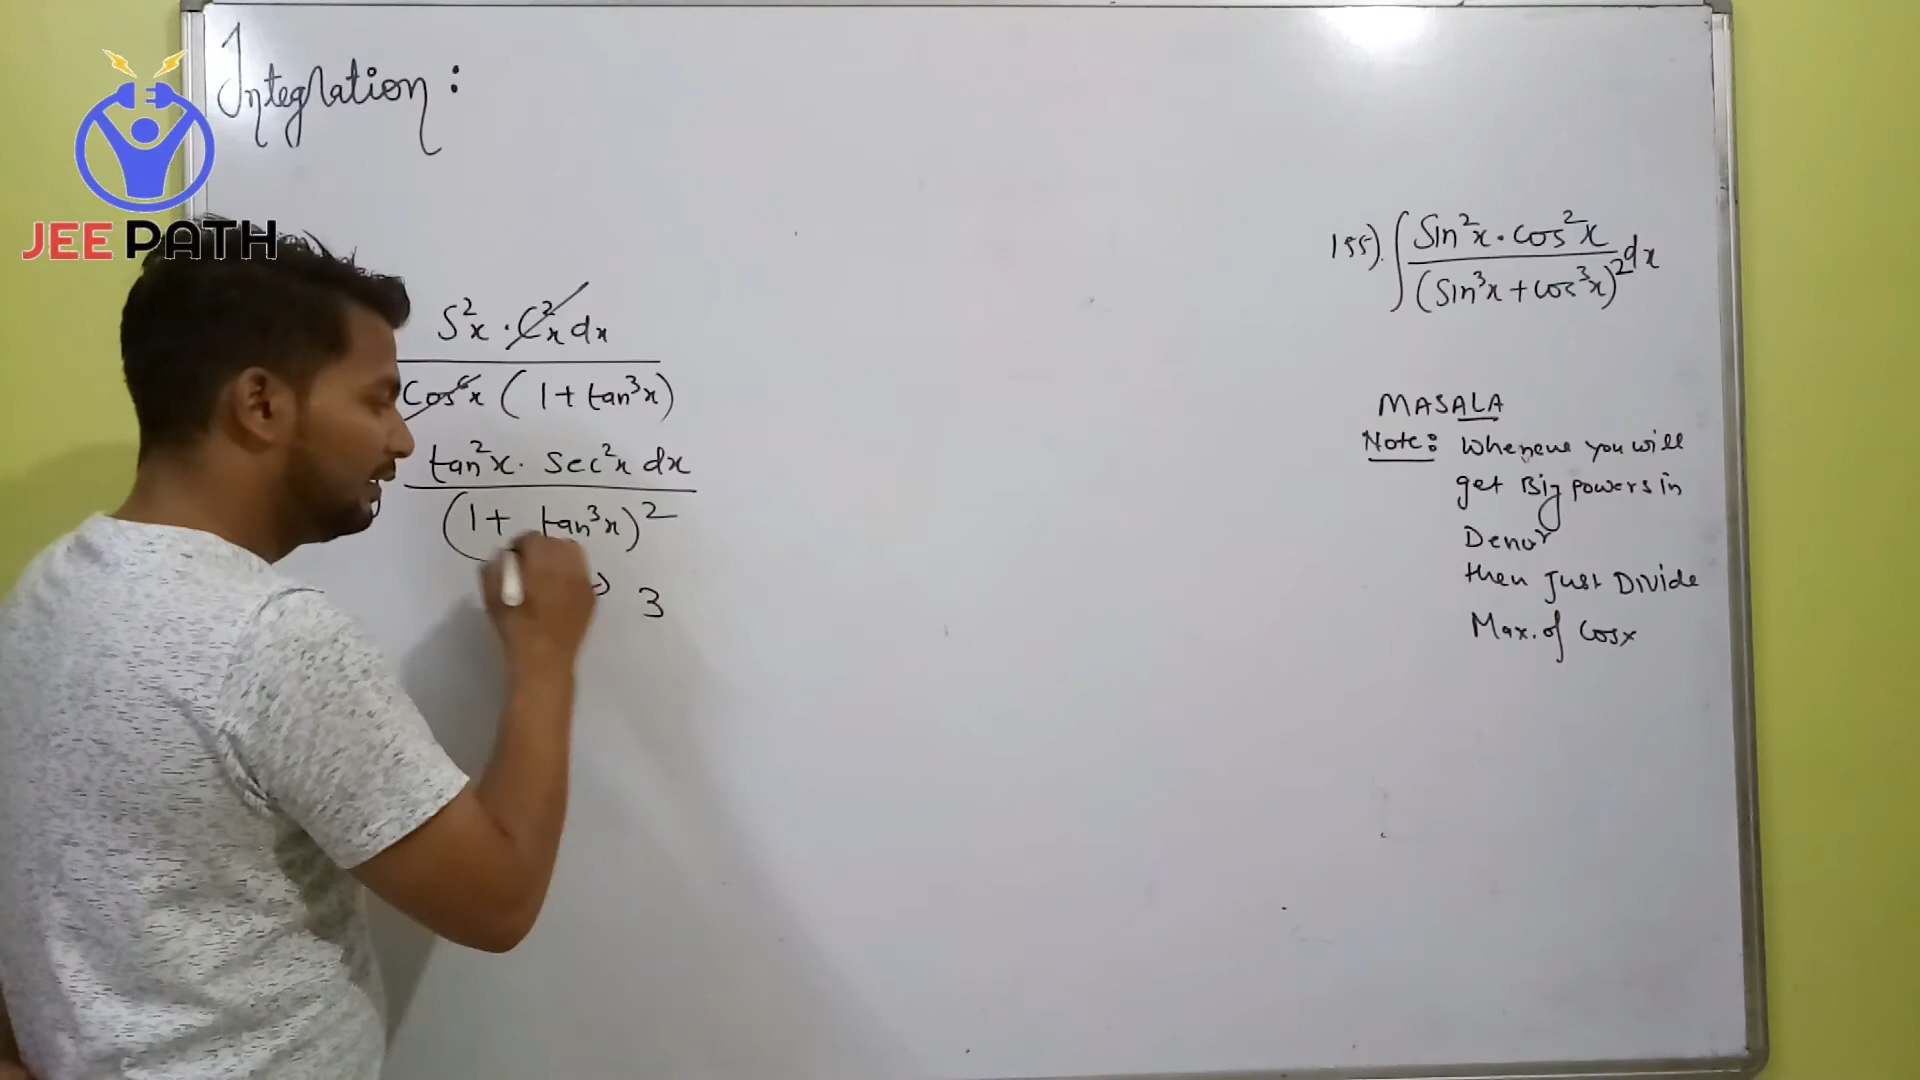 Integration :
JEE PATH
155). ∫ Sin²x · cos²x / (Sin³x + cos³x)² dx
S²x · C²x dx
Cos⁶x ( 1 + tan³x)
tan²x · Sec²x dx
(1 + tan³x)²
3
MASALA
Note: Whenever you will
get Big powers in
Denor
then Just DIVide
Max. of Cosx